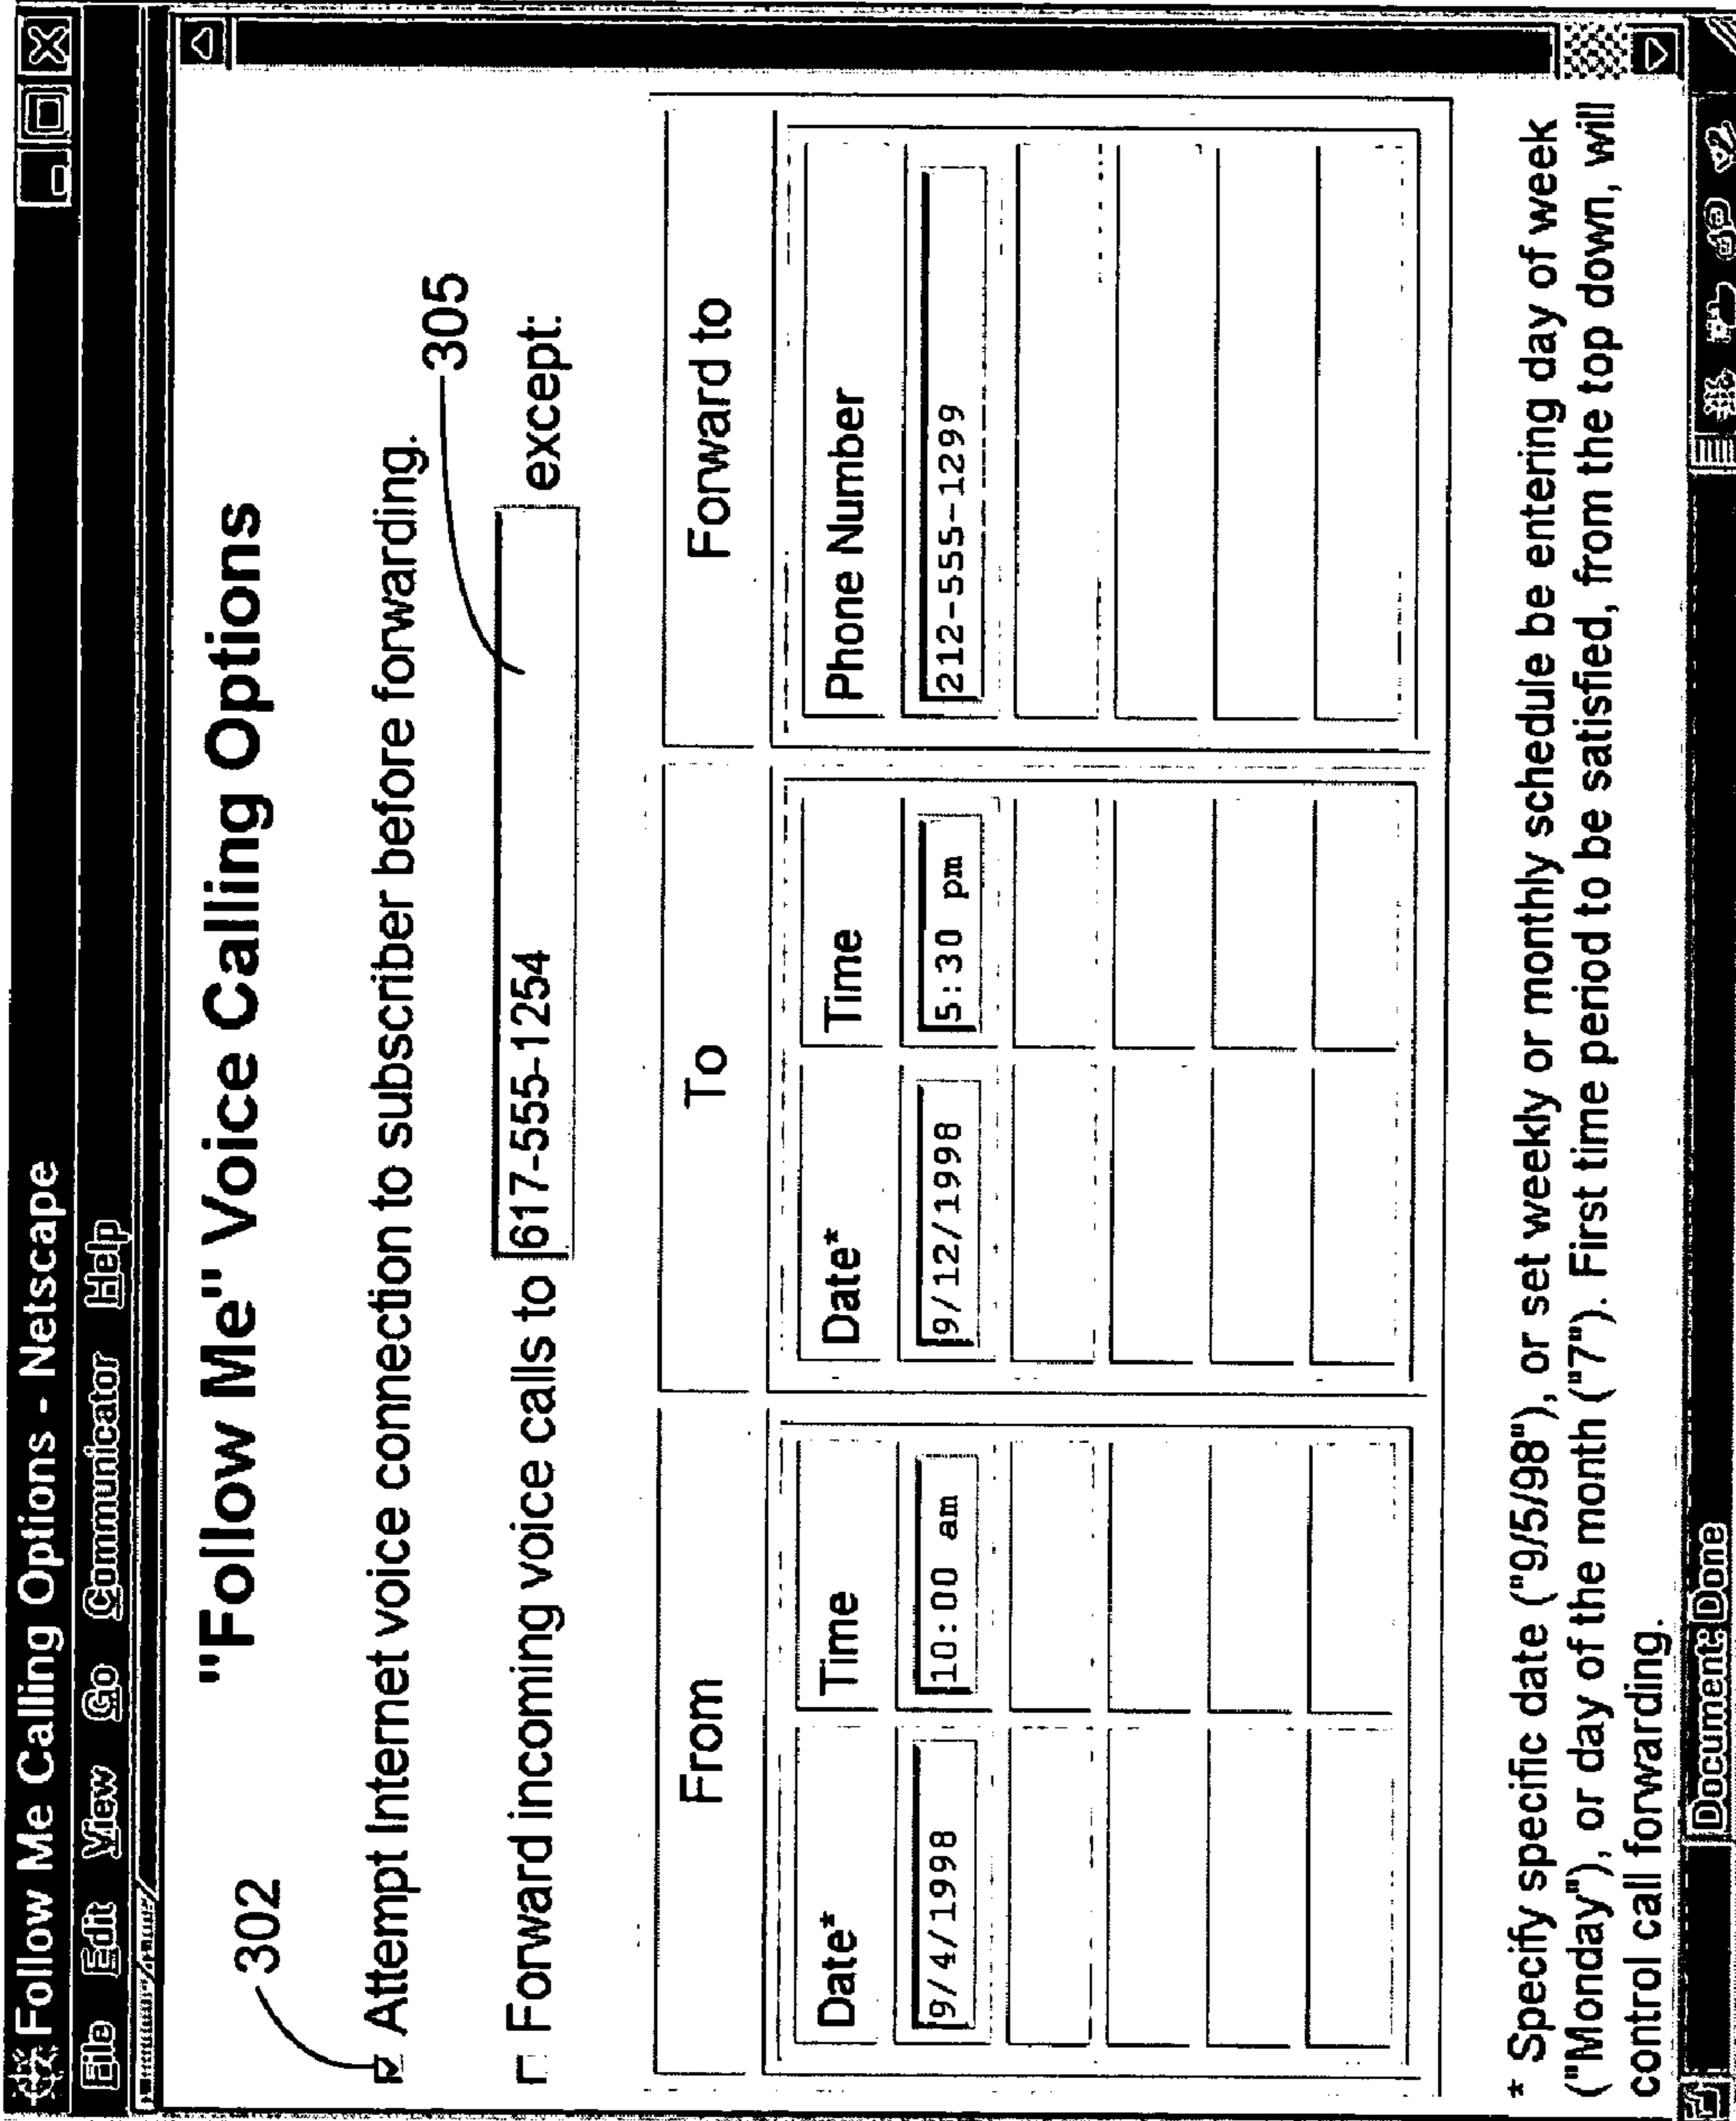 Follow Me Calling Options - Netscape
File Edit View Go Communicator Help
"Follow Me" Voice Calling Options
302
Attempt Internet voice connection to subscriber before forwarding.
305
Forward incoming voice calls to 617-555-1254 except:
From To Forward to
Date* Time Date* Time Phone Number
9/4/1998 10:00 am 9/12/1998 5:30 pm 212-555-1299
* Specify specific date ("9/5/98"), or set weekly or monthly schedule be entering day of week
("Monday"), or day of the month ("7"). First time period to be satisfied, from the top down, will
control call forwarding.
Document: Done